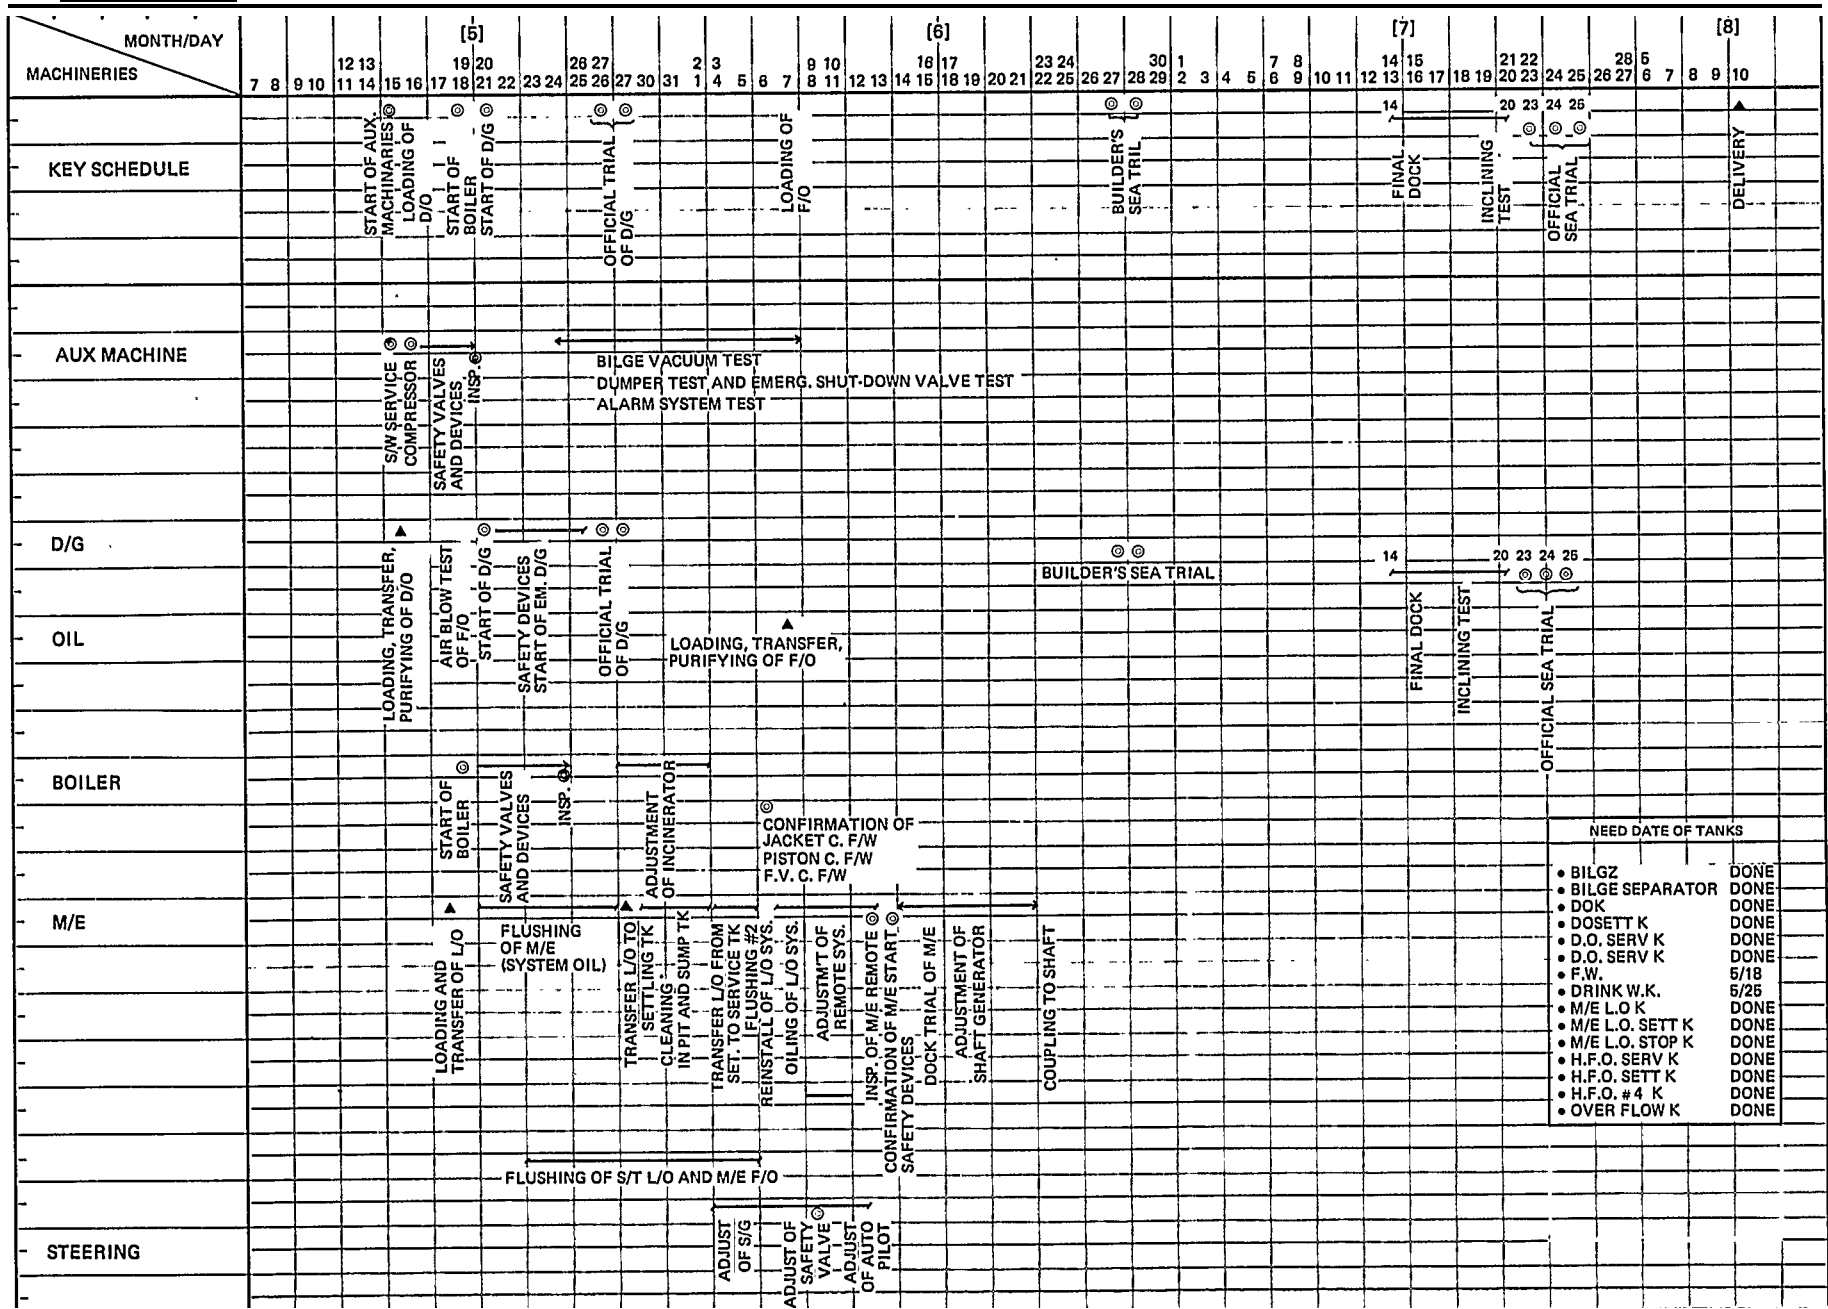 MONTH/DAY
MACHINERIES
[5] [6] [7] [8]
12 13 19 20 26 27 2 3 9 10 16 17 23 24 30 1 7 8 14 15 21 22 28 5
7 8 9 10 11 14 15 16 17 18 21 22 23 24 25 26 27 30 31 1 4 5 6 7 8 11 12 13 14 15 18 19 20 21 22 25 26 27 28 29 2 3 4 5 6 9 10 11 12 13 16 17 18 19 20 23 24 25 26 27 6 7 8 9 10
KEY SCHEDULE
START OF AUX.
MACHINARIES
LOADING OF
D/O
START OF
BOILER
START OF D/G
OFFICIAL TRIAL
OF D/G
LOADING OF
F/O
BUILDER'S
SEA TRIL
14 20 23 24 25
FINAL
DOCK
INCLINING
TEST
OFFICIAL
SEA TRIAL
DELIVERY
AUX MACHINE
S/W SERVICE
COMPRESSOR
SAFETY VALVES
AND DEVICES
INSP.
BILGE VACUUM TEST
DUMPER TEST AND EMERG. SHUT-DOWN VALVE TEST
ALARM SYSTEM TEST
D/G
OIL
LOADING, TRANSFER,
PURIFYING OF D/O
AIR BLOW TEST
OF F/O
START OF D/G
SAFETY DEVICES
START OF EM. D/G
OFFICIAL TRIAL
OF D/G
LOADING, TRANSFER,
PURIFYING OF F/O
BUILDER'S SEA TRIAL
14 20 23 24 25
FINAL DOCK
INCLINING TEST
OFFICIAL SEA TRIAL
BOILER
START OF
BOILER
SAFETY VALVES
AND DEVICES
INSP.
ADJUSTMENT
OF INCINERATOR
CONFIRMATION OF
JACKET C. F/W
PISTON C. F/W
F.V. C. F/W
M/E
LOADING AND
TRANSFER OF L/O
FLUSHING
OF M/E
(SYSTEM OIL)
TRANSFER L/O TO
SETTLING TK
CLEANING
IN PIT AND SUMP TK
TRANSFER L/O FROM
SET. TO SERVICE TK
FLUSHING #2
REINSTALL OF L/O SYS.
OILING OF L/O SYS.
ADJUSTM'T OF
REMOTE SYS.
INSP. OF M/E REMOTE
CONFIRMATION OF M/E START
SAFETY DEVICES
DOCK TRIAL OF M/E
ADJUSTMENT OF
SHAFT GENERATOR
COUPLING TO SHAFT
FLUSHING OF S/T L/O AND M/E F/O
STEERING
ADJUST
OF S/G
ADJUST OF
SAFETY
VALVE
ADJUST
OF AUTO
PILOT
NEED DATE OF TANKS
• BILGZ DONE
• BILGE SEPARATOR DONE
• DOK DONE
• DOSETT K DONE
• D.O. SERV K DONE
• D.O. SERV K DONE
• F.W. 5/18
• DRINK W.K. 5/25
• M/E L.O K DONE
• M/E L.O. SETT K DONE
• M/E L.O. STOP K DONE
• H.F.O. SERV K DONE
• H.F.O. SETT K DONE
• H.F.O. #4 K DONE
• OVER FLOW K DONE